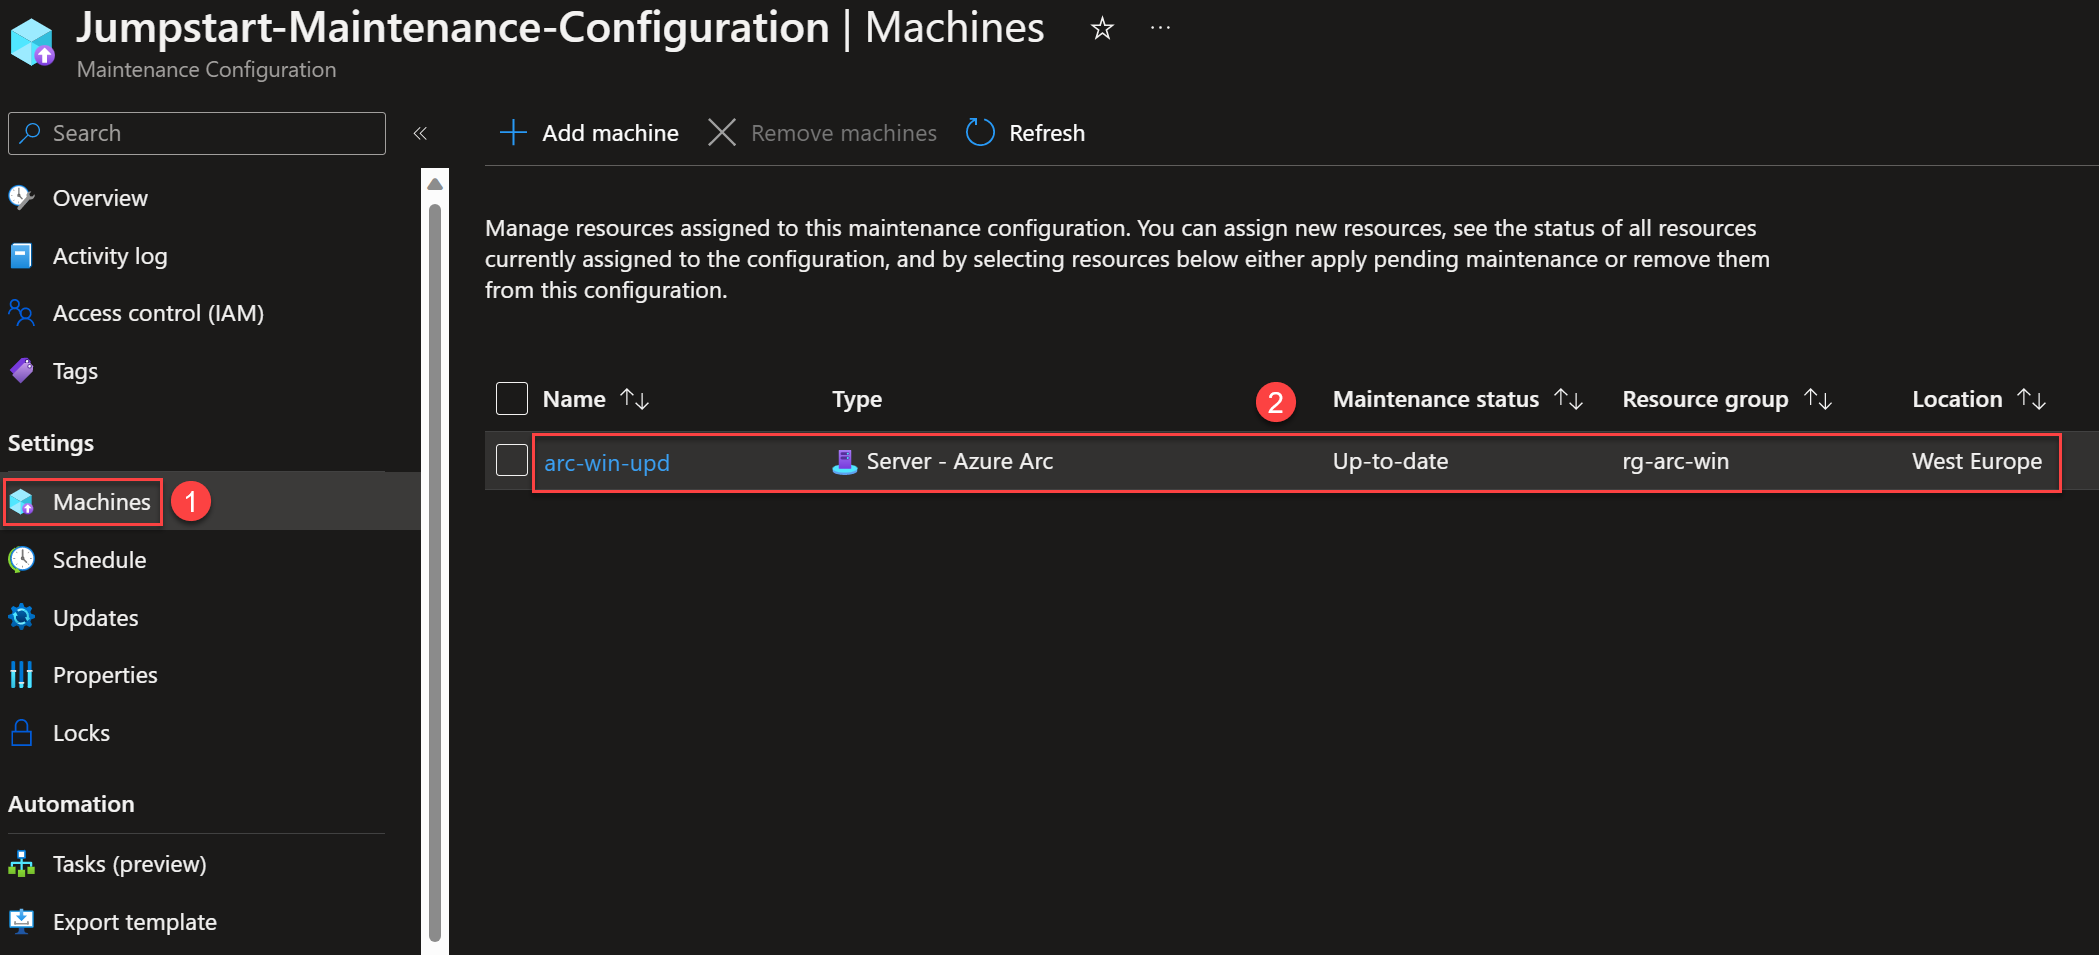 Jumpstart-Maintenance-Configuration | Machines
Maintenance Configuration
Search
Overview
Activity log
Access control (IAM)
Tags
Settings
Machines 1
Schedule
Updates
Properties
Locks
Automation
Tasks (preview)
Export template
Add machine Remove machines Refresh
Manage resources assigned to this maintenance configuration. You can assign new resources, see the status of all resources
currently assigned to the configuration, and by selecting resources below either apply pending maintenance or remove them
from this configuration.
Name Type 2 Maintenance status Resource group Location
arc-win-upd Server - Azure Arc Up-to-date rg-arc-win West Europe